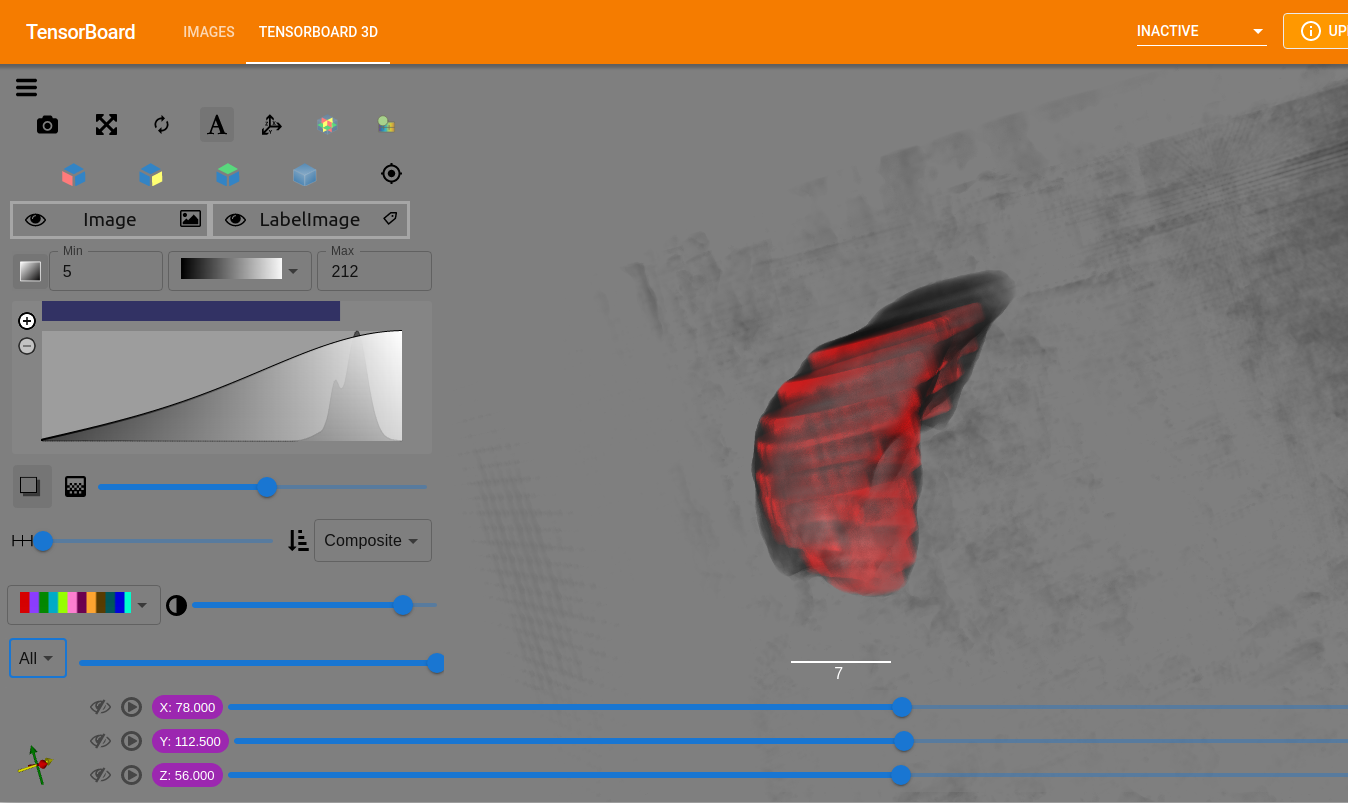 TensorBoard IMAGES TENSORBOARD 3D INACTIVE UP
A
Image LabelImage
Min Max
5 212
Composite
All
7
X: 78.000
Y: 112.500
Z: 56.000